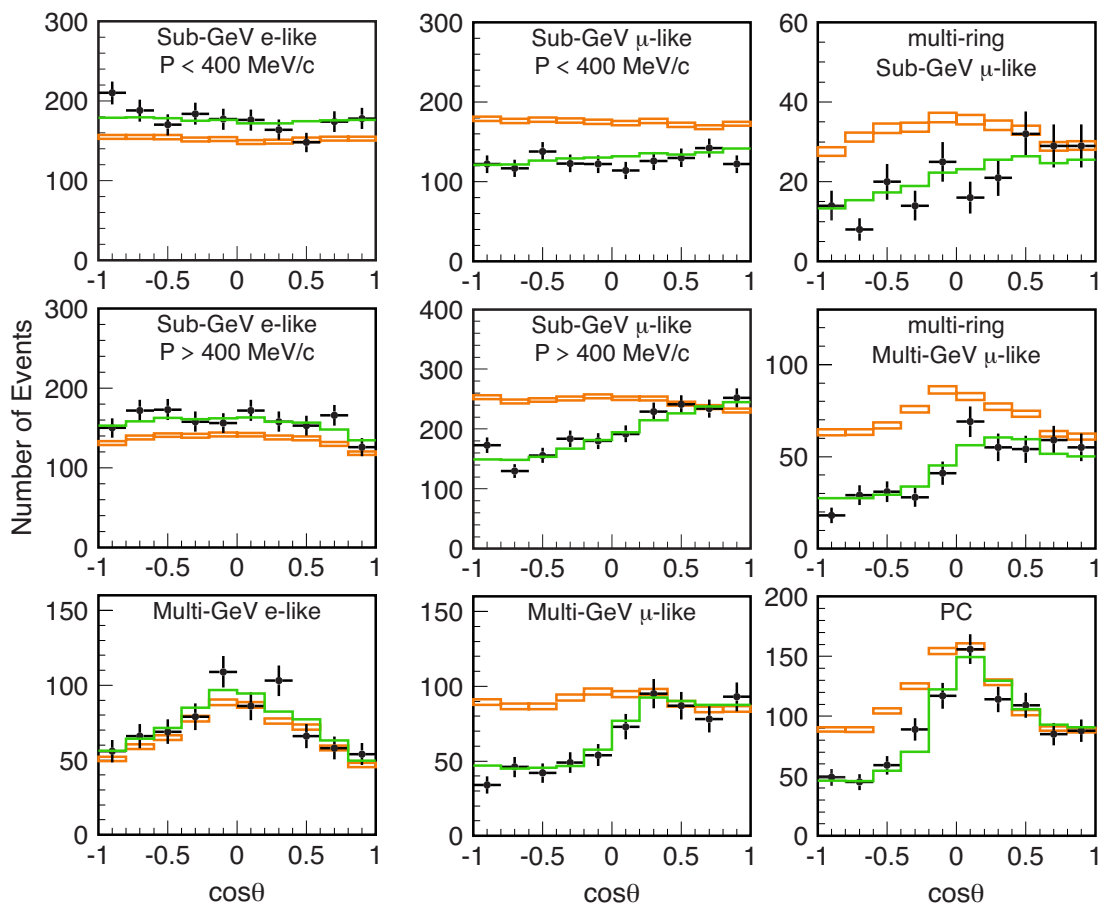 Number of Events
Sub-GeV e-like
P < 400 MeV/c
300
200
100
0
-1 -0.5 0 0.5 1
Sub-GeV μ-like
P < 400 MeV/c
300
200
100
0
-1 -0.5 0 0.5 1
multi-ring
Sub-GeV μ-like
60
40
20
0
-1 -0.5 0 0.5 1
Sub-GeV e-like
P > 400 MeV/c
300
200
100
0
-1 -0.5 0 0.5 1
Sub-GeV μ-like
P > 400 MeV/c
400
300
200
100
0
-1 -0.5 0 0.5 1
multi-ring
Multi-GeV μ-like
100
50
0
-1 -0.5 0 0.5 1
Multi-GeV e-like
150
100
50
0
-1 -0.5 0 0.5 1
cosθ
Multi-GeV μ-like
150
100
50
0
-1 -0.5 0 0.5 1
cosθ
PC
200
150
100
50
0
-1 -0.5 0 0.5 1
cosθ